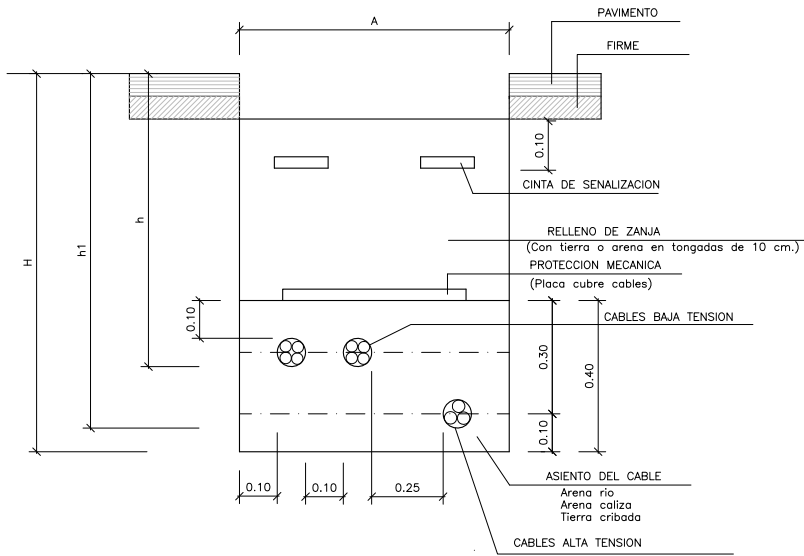 A
PAVIMENTO
FIRME
0.10
CINTA DE SENALIZACION
RELLENO DE ZANJA
(Con tierra o arena en tongadas de 10 cm.)
PROTECCION MECANICA
(Placa cubre cables)
H
h1
h
0.10
CABLES BAJA TENSION
0.30
0.40
0.10
0.10
0.10
0.25
ASIENTO DEL CABLE
Arena rio
Arena caliza
Tierra cribada
CABLES ALTA TENSION